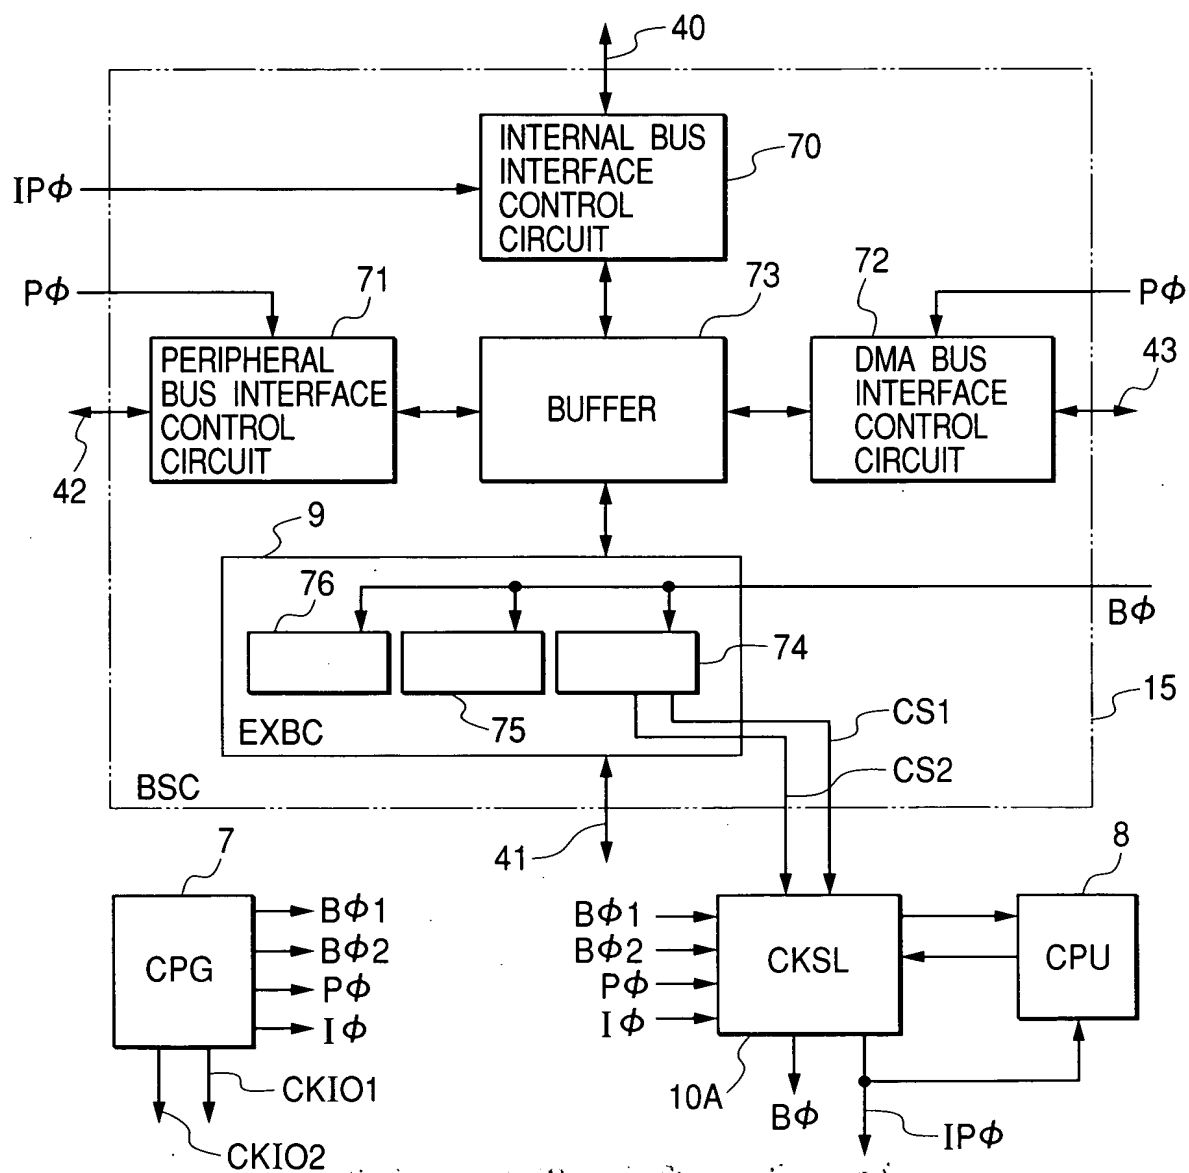 40
INTERNAL BUS
INTERFACE
CONTROL
CIRCUIT
70
IPΦ
PΦ
71
73
72
PΦ
PERIPHERAL
BUS INTERFACE
CONTROL
CIRCUIT
BUFFER
DMA BUS
INTERFACE
CONTROL
CIRCUIT
43
42
9
76
BΦ
74
75
EXBC
CS1
15
CS2
BSC
41
7
8
CPG
BΦ1
BΦ2
PΦ
IΦ
BΦ1
BΦ2
PΦ
IΦ
CKSL
CPU
CKIO1
CKIO2
10A
BΦ
IPΦ